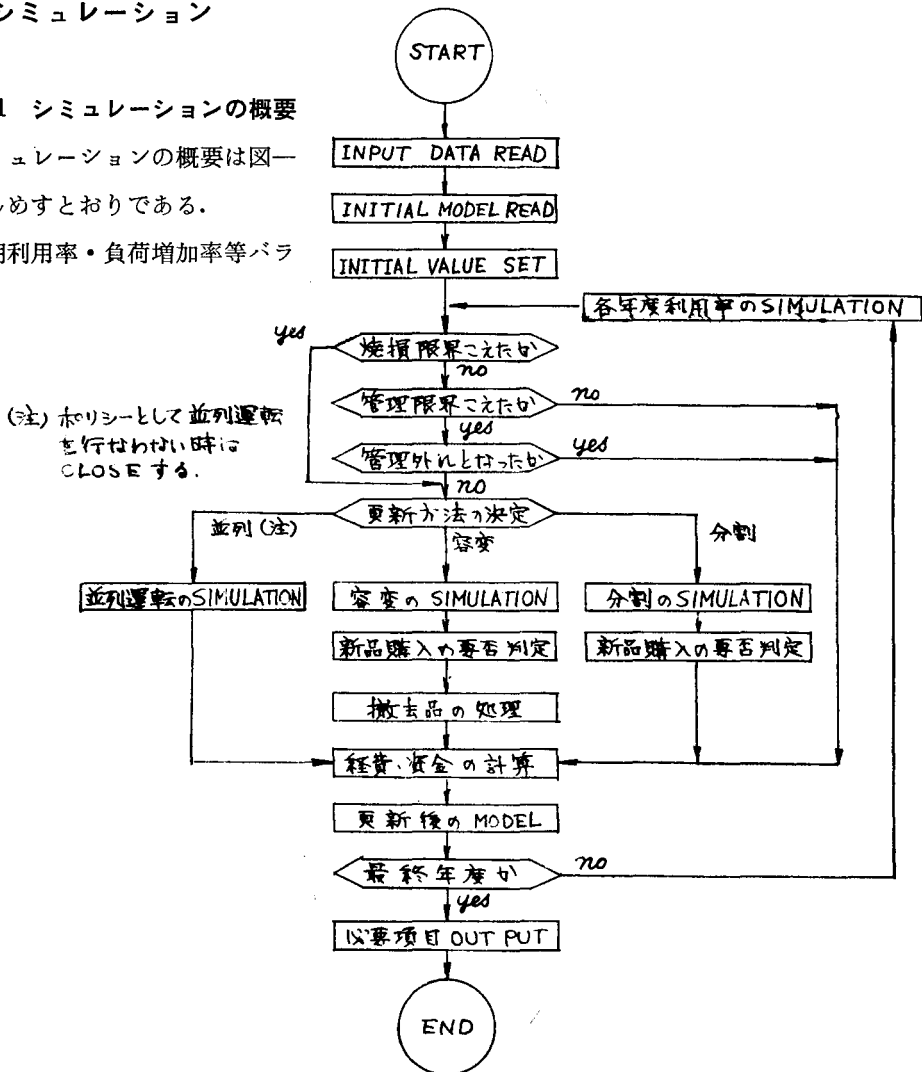 シミュレーション
1 シミュレーションの概要
ュレーションの概要は図一
しめすとおりである.
期利用率・負荷増加率等バラ
START
INPUT DATA READ
INITIAL MODEL READ
INITIAL VALUE SET
各年度利用率のSIMULATION
yes
焼損限界こえたか
no
管理限界こえたか
no
yes
管理外れとなったか
yes
no
(注) ポリシーとして並列運転
を行なわない時は
CLOSEする.
更新方法の決定
並列(注)
容変
分割
並列運転のSIMULATION
容変のSIMULATION
分割のSIMULATION
新品購入の要否判定
新品購入の要否判定
撤去品の処理
経費・資金の計算
更新後のMODEL
最終年度か
no
yes
必要項目OUT PUT
END